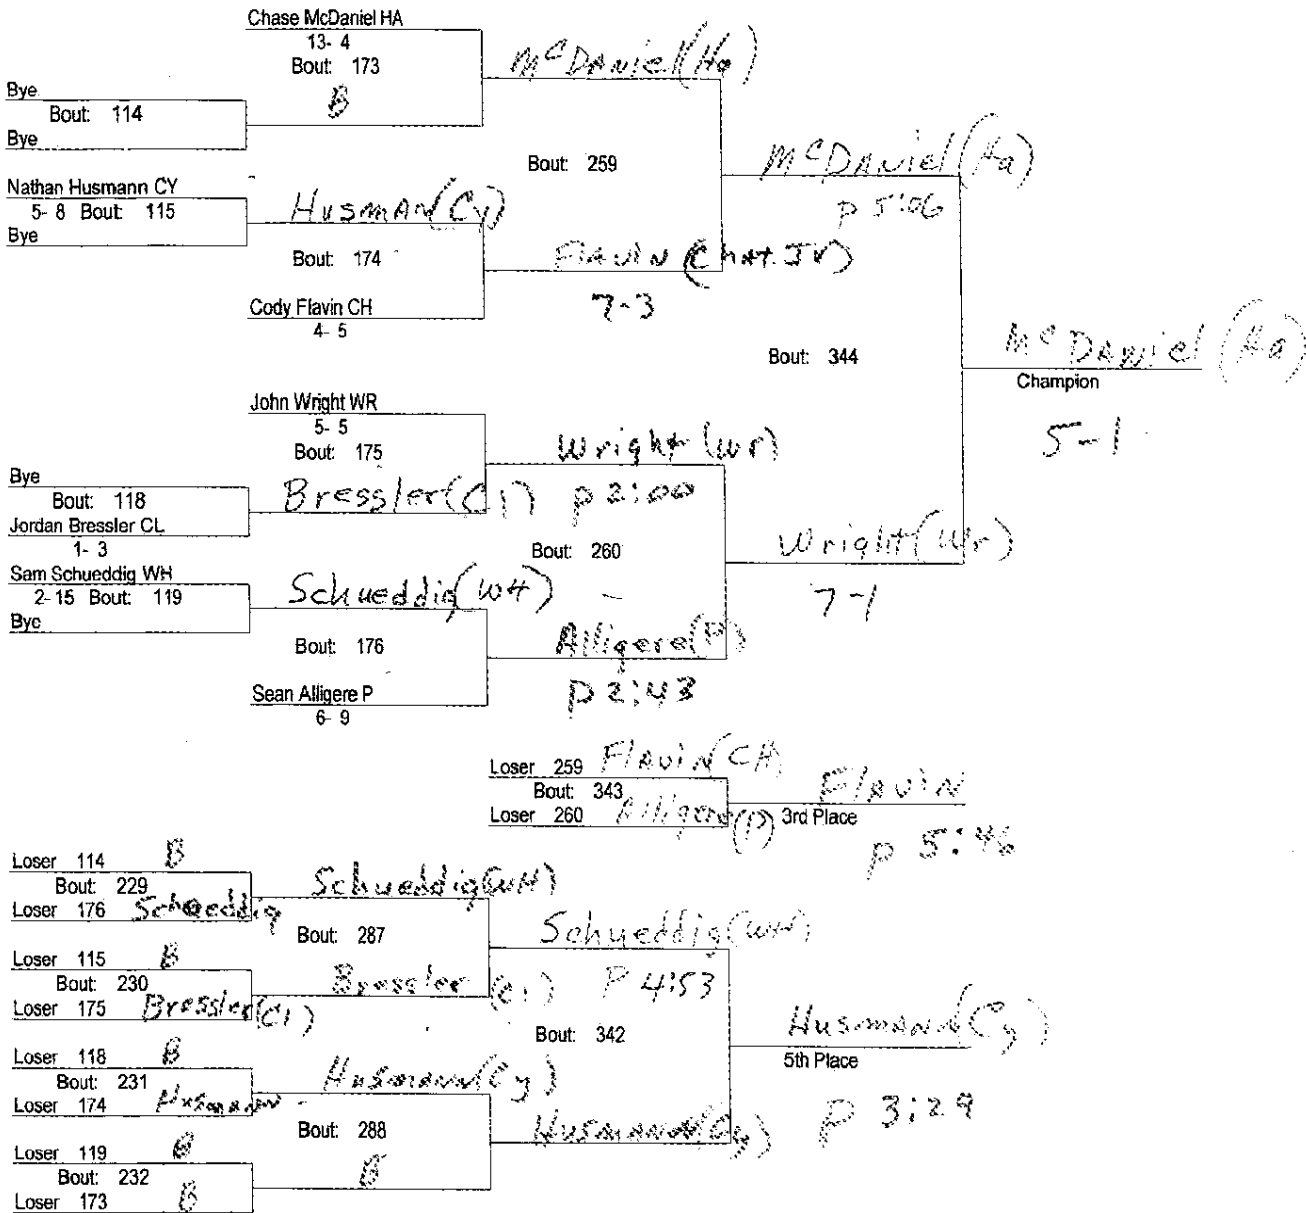 Chase McDaniel HA
13- 4
Bout: 173
B
McDaniel (Ha)
Bye
Bout: 114
Bye
Bout: 259
McDaniel (Ha)
p 5:06
Nathan Husmann CY
5- 8 Bout: 115
Bye
Husman (Cy)
Bout: 174
Flavin (Chat. JV)
7-3
Cody Flavin CH
4- 5
Bout: 344
McDaniel (Ha)
Champion
5-1
John Wright WR
5- 5
Bout: 175
Wright (Wr)
p 2:00
Bye
Bout: 118
Jordan Bressler CL
1- 3
Bressler (Cl)
Bout: 260
Wright (Wr)
7-1
Sam Schueddig WH
2-15 Bout: 119
Bye
Schueddig (WH)
Bout: 176
Alligere (P)
p 2:43
Sean Alligere P
6- 9
Loser 259 Flavin (CH)
Bout: 343
Loser 260 Alligere (P)
Flavin
3rd Place
p 5:46
Loser 114 B
Bout: 229
Loser 176 Schueddig
Schueddig (WH)
Bout: 287
Schueddig (WH)
P 4:53
Loser 115 B
Bout: 230
Loser 175 Bressler (Cl)
Bressler (Cl)
Bout: 342
Husmann (Cy)
5th Place
p 3:29
Loser 118 B
Bout: 231
Loser 174 Husmann
Husmann (Cy)
Bout: 288
Husmann (Cy)
Loser 119 B
Bout: 232
Loser 173 B
B